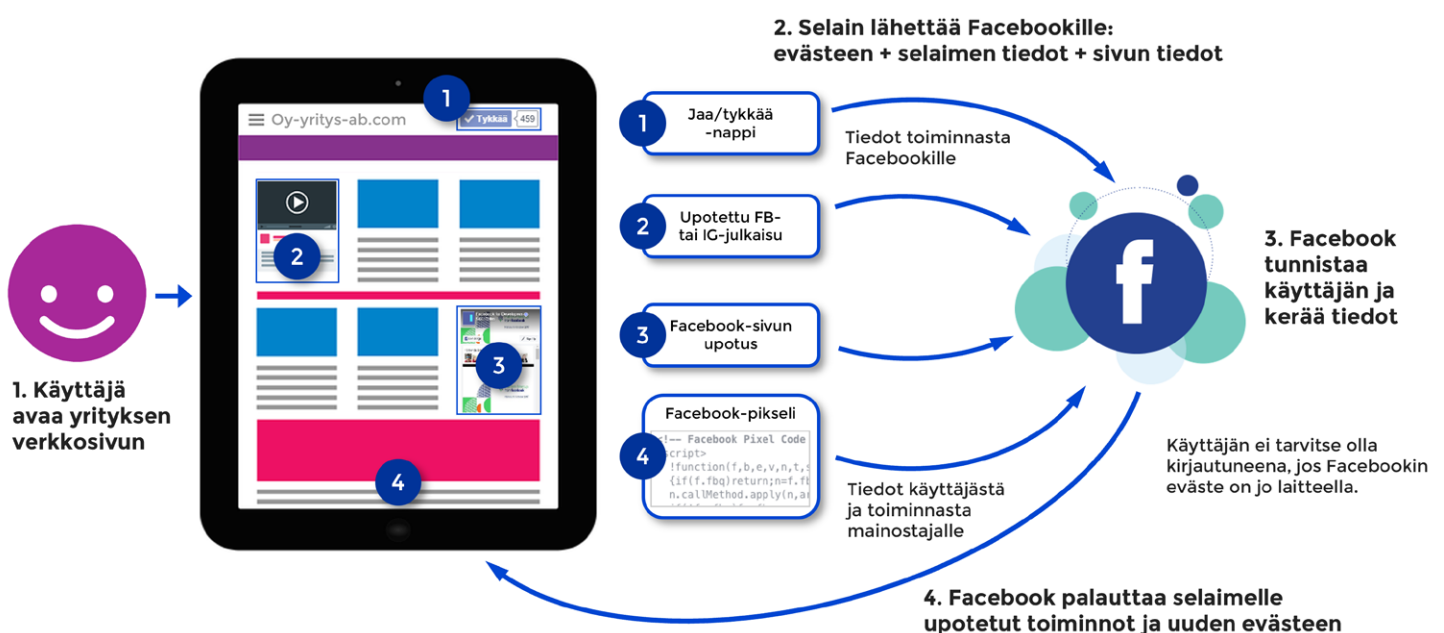 2. Selain lähettää Facebookille:
evästeen + selaimen tiedot + sivun tiedot
1
Oy-yritys-ab.com
Tykkää
459
2
3
4
1. Käyttäjä
avaa yrityksen
verkkosivun
1
Jaa/tykkää
-nappi
Tiedot toiminnasta
Facebookille
2
Upotettu FB-
tai IG-julkaisu
3
Facebook-sivun
upotus
Facebook-pikseli
4
<!-- Facebook Pixel Code
script>
!function(f,b,e,v,n,t,s
{if(f.fbq)return;n=f.fb
n.callMethod.apply(n,ar
Tiedot käyttäjästä
ja toiminnasta
mainostajalle
f
3. Facebook
tunnistaa
käyttäjän ja
kerää tiedot
Käyttäjän ei tarvitse olla
kirjautuneena, jos Facebookin
eväste on jo laitteella.
4. Facebook palauttaa selaimelle
upotetut toiminnot ja uuden evästeen